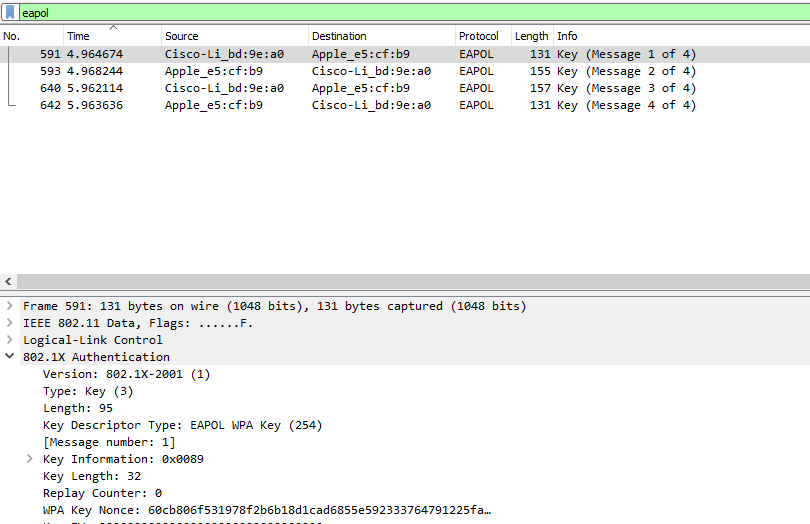 eapol
No. Time Source Destination Protocol Length Info
591 4.964674 Cisco-Li_bd:9e:a0 Apple_e5:cf:b9 EAPOL 131 Key (Message 1 of 4)
593 4.968244 Apple_e5:cf:b9 Cisco-Li_bd:9e:a0 EAPOL 155 Key (Message 2 of 4)
640 5.962114 Cisco-Li_bd:9e:a0 Apple_e5:cf:b9 EAPOL 157 Key (Message 3 of 4)
642 5.963636 Apple_e5:cf:b9 Cisco-Li_bd:9e:a0 EAPOL 131 Key (Message 4 of 4)
Frame 591: 131 bytes on wire (1048 bits), 131 bytes captured (1048 bits)
IEEE 802.11 Data, Flags: ......F.
Logical-Link Control
802.1X Authentication
Version: 802.1X-2001 (1)
Type: Key (3)
Length: 95
Key Descriptor Type: EAPOL WPA Key (254)
[Message number: 1]
Key Information: 0x0089
Key Length: 32
Replay Counter: 0
WPA Key Nonce: 60cb806f531978f2b6b18d1cad6855e592333764791225fa…